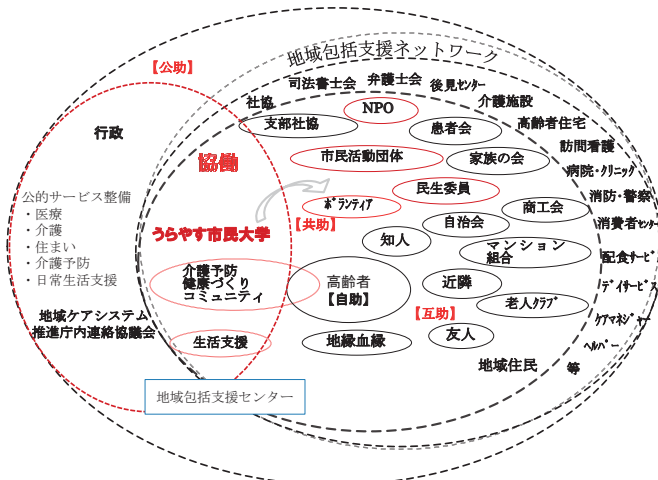 地域包括支援ネットワーク
【公助】
行政
公的サービス整備
・医療
・介護
・住まい
・介護予防
・日常生活支援
地域ケアシステム
推進庁内連絡協議会
協働
うらやす市民大学
介護予防
健康づくり
コミュニティ
生活支援
地域包括支援センター
社協
司法書士会
弁護士会
後見ｾﾝﾀｰ
介護施設
高齢者住宅
訪問看護
病院・クリニック
消防・警察
消費者ｾﾝﾀｰ
配食ｻｰﾋﾞｽ
ﾃﾞｲｻｰﾋﾞｽ
ｹｱﾏﾈｼﾞｬｰ
ﾍﾙﾊﾟｰ
等
支部社協
NPO
患者会
市民活動団体
家族の会
民生委員
ﾎﾞﾗﾝﾃｨｱ
【共助】
自治会
商工会
知人
マンション
組合
高齢者
【自助】
近隣
老人ｸﾗﾌﾞ
【互助】
友人
地縁血縁
地域住民